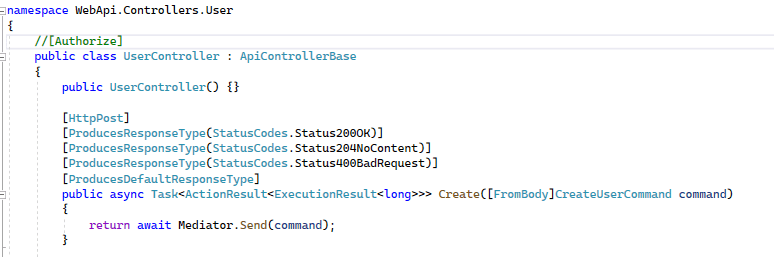 namespace WebApi.Controllers.User
{
    //[Authorize]
    public class UserController : ApiControllerBase
    {
        public UserController() {}

        [HttpPost]
        [ProducesResponseType(StatusCodes.Status200OK)]
        [ProducesResponseType(StatusCodes.Status204NoContent)]
        [ProducesResponseType(StatusCodes.Status400BadRequest)]
        [ProducesDefaultResponseType]
        public async Task<ActionResult<ExecutionResult<long>>> Create([FromBody]CreateUserCommand command)
        {
            return await Mediator.Send(command);
        }